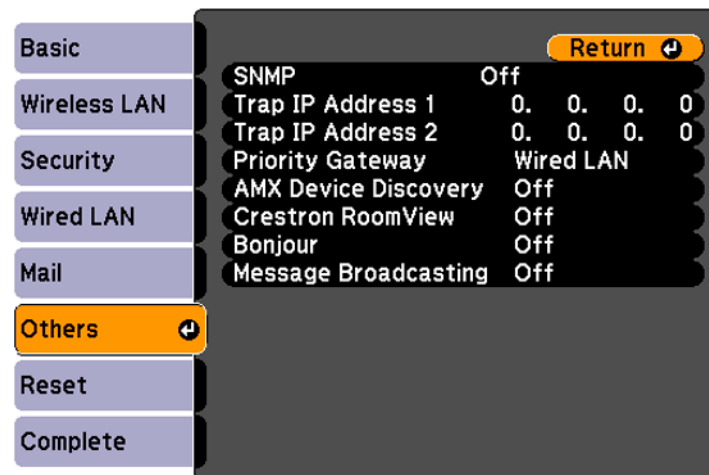 Basic
Wireless LAN
Security
Wired LAN
Mail
Others
Reset
Complete
Return
SNMP Off
Trap IP Address 1 0. 0. 0. 0
Trap IP Address 2 0. 0. 0. 0
Priority Gateway Wired LAN
AMX Device Discovery Off
Crestron RoomView Off
Bonjour Off
Message Broadcasting Off